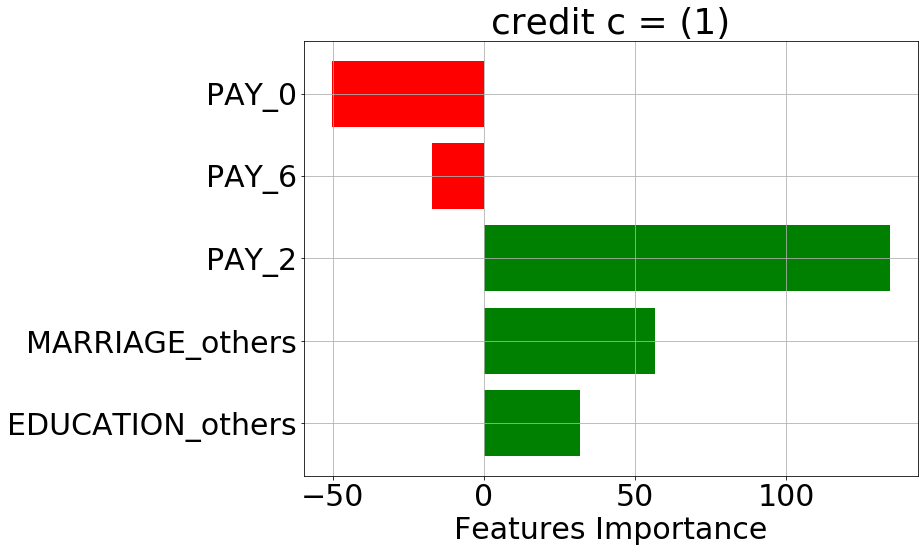 credit c = (1)
PAY_0
PAY_6
PAY_2
MARRIAGE_others
EDUCATION_others
−50 0 50 100
Features Importance